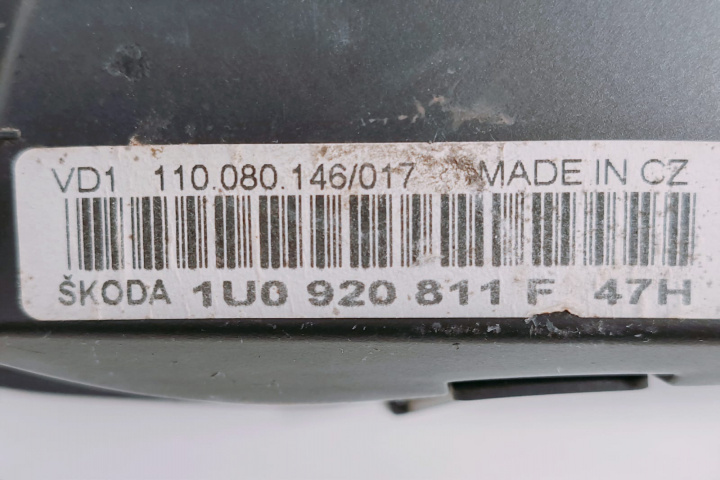 VD1 110.080.146/017 MADE IN CZ
ŠKODA 1U0 920 811 F 47H